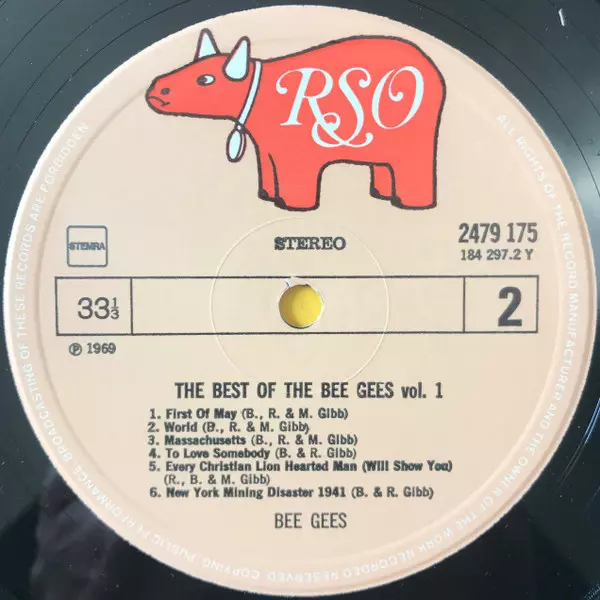 RSO
STEMRA
STEREO
2479 175
184 297.2 Y
33⅓
2
℗ 1969
THE BEST OF THE BEE GEES vol. 1
1. First Of May (B., R. & M. Gibb)
2. World (B., R. & M. Gibb)
3. Massachusetts (B., R. & M. Gibb)
4. To Love Somebody (B. & R. Gibb)
5. Every Christian Lion Hearted Man (Will Show You)
(R., B. & M. Gibb)
6. New York Mining Disaster 1941 (B. & R. Gibb)
BEE GEES
ALL RIGHTS OF THE RECORD MANUFACTURER AND THE OWNER OF THE WORK RECORDED RESERVED. COPYING, PUBLIC PERFORMANCE, BROADCASTING OF THESE RECORDS ARE FORBIDDEN